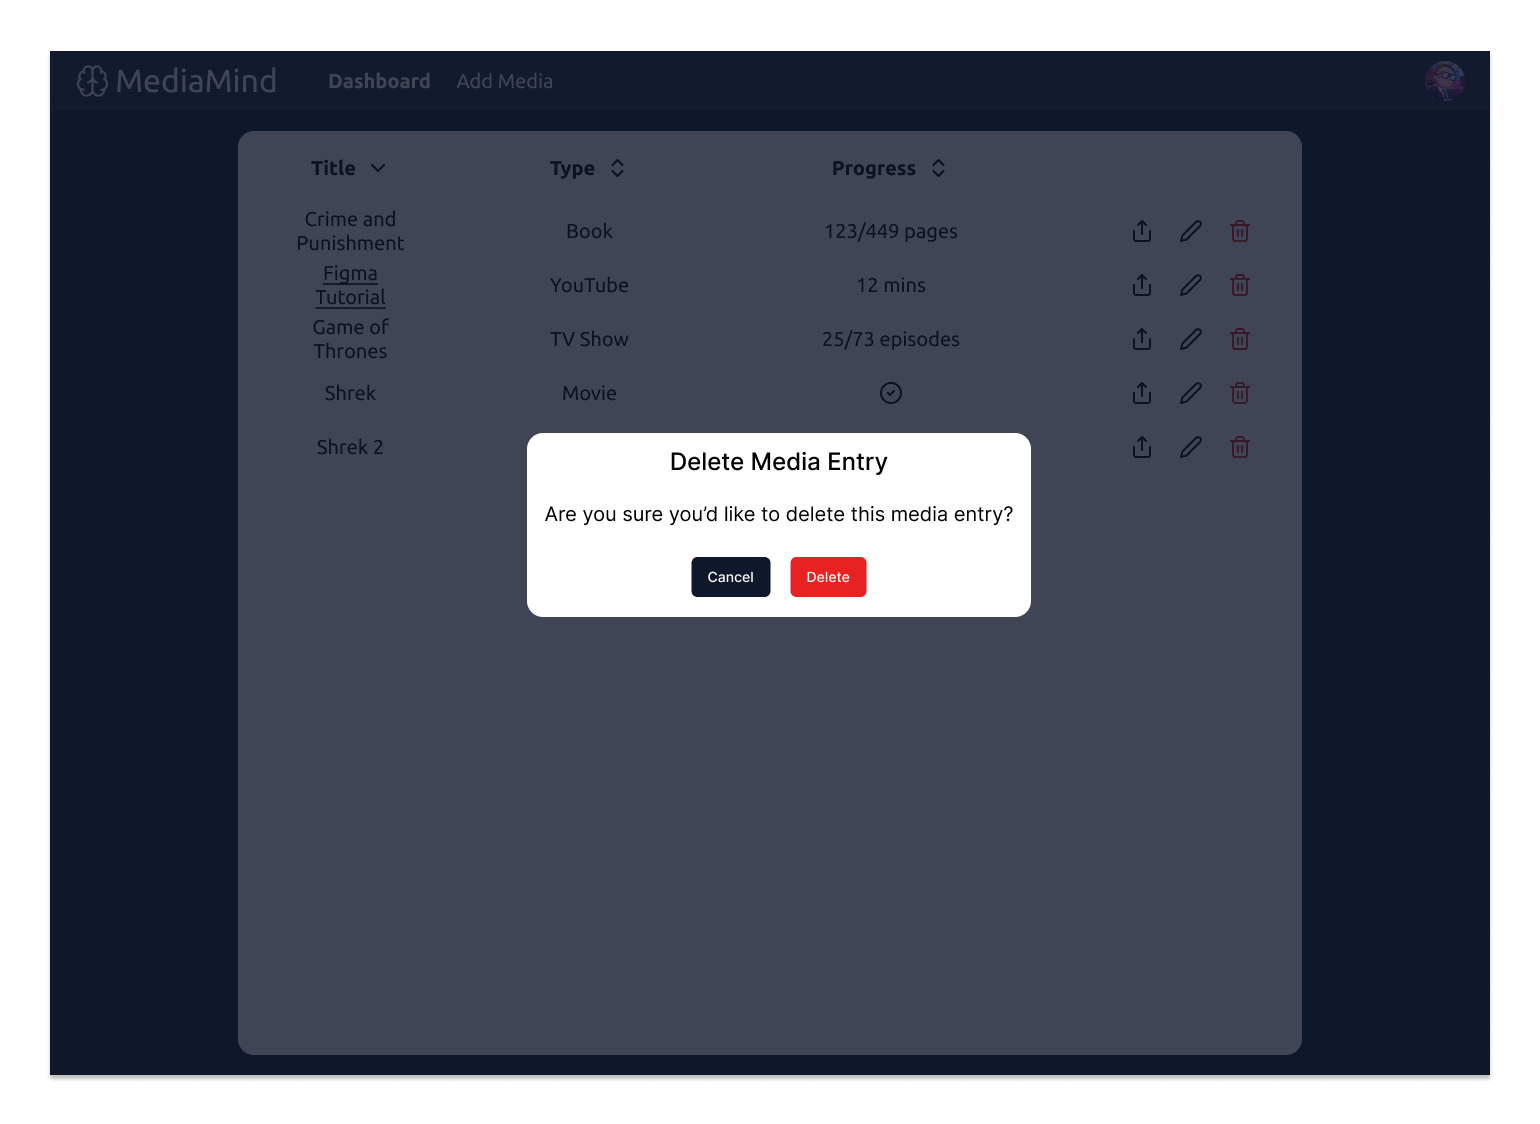 MediaMind Dashboard Add Media
Title Type Progress
Crime and
Punishment Book 123/449 pages
Figma
Tutorial YouTube 12 mins
Game of
Thrones TV Show 25/73 episodes
Shrek Movie
Shrek 2
Delete Media Entry
Are you sure you’d like to delete this media entry?
Cancel Delete